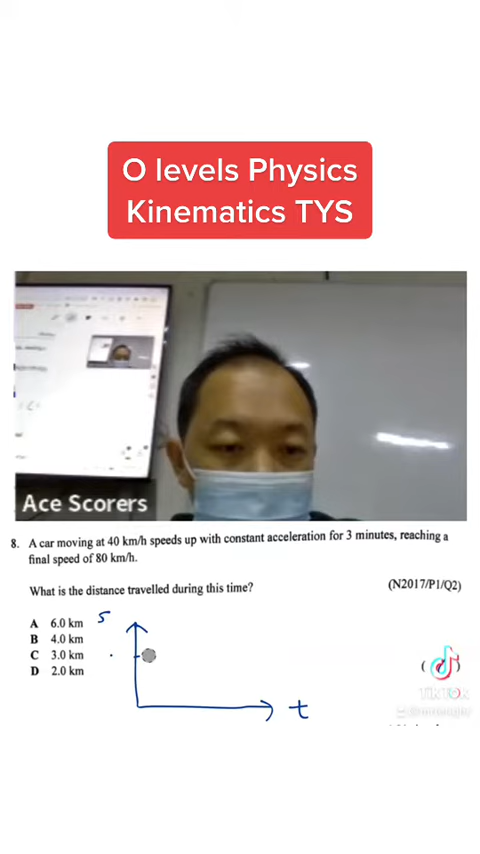 O levels Physics
Kinematics TYS
Ace Scorers
8. A car moving at 40 km/h speeds up with constant acceleration for 3 minutes, reaching a
final speed of 80 km/h.
What is the distance travelled during this time?
(N2017/P1/Q2)
A 6.0 km
B 4.0 km
C 3.0 km
D 2.0 km
s
t
( )
TikTok